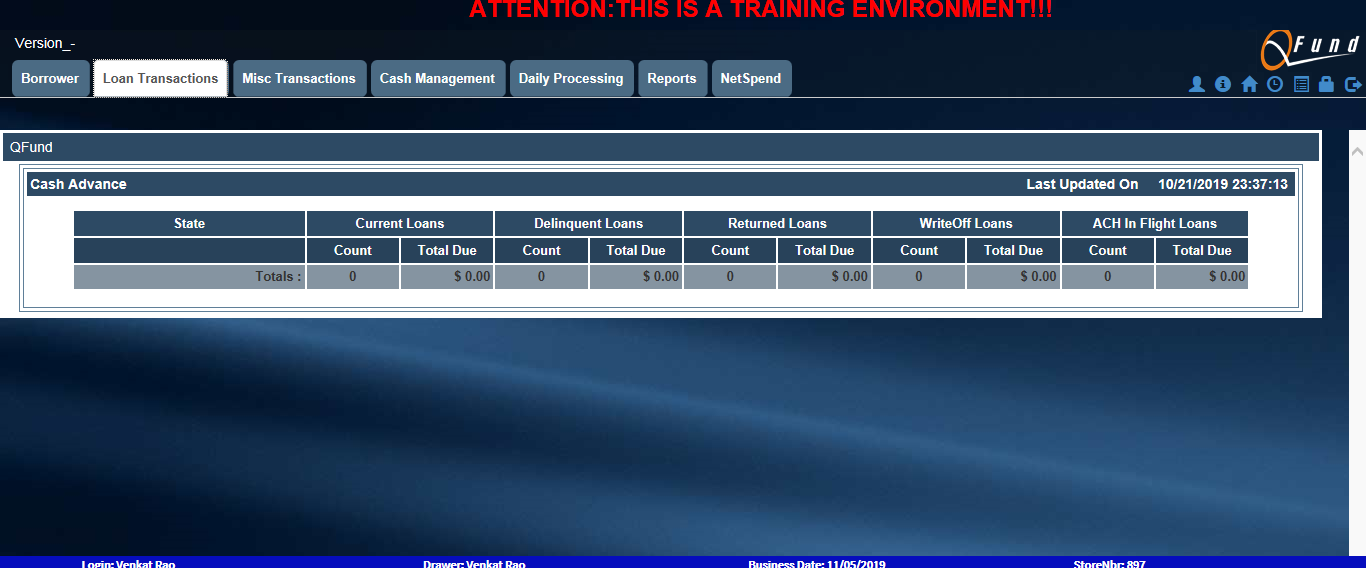 ATTENTION:THIS IS A TRAINING ENVIRONMENT!!!
Version_-
QFund
Borrower Loan Transactions Misc Transactions Cash Management Daily Processing Reports NetSpend
QFund
Cash Advance Last Updated On 10/21/2019 23:37:13
State Current Loans Delinquent Loans Returned Loans WriteOff Loans ACH In Flight Loans
Count Total Due Count Total Due Count Total Due Count Total Due Count Total Due
Totals : 0 $ 0.00 0 $ 0.00 0 $ 0.00 0 $ 0.00 0 $ 0.00
Login: Venkat Rao Drawer: Venkat Rao Business Date: 11/05/2019 StoreNbr: 897